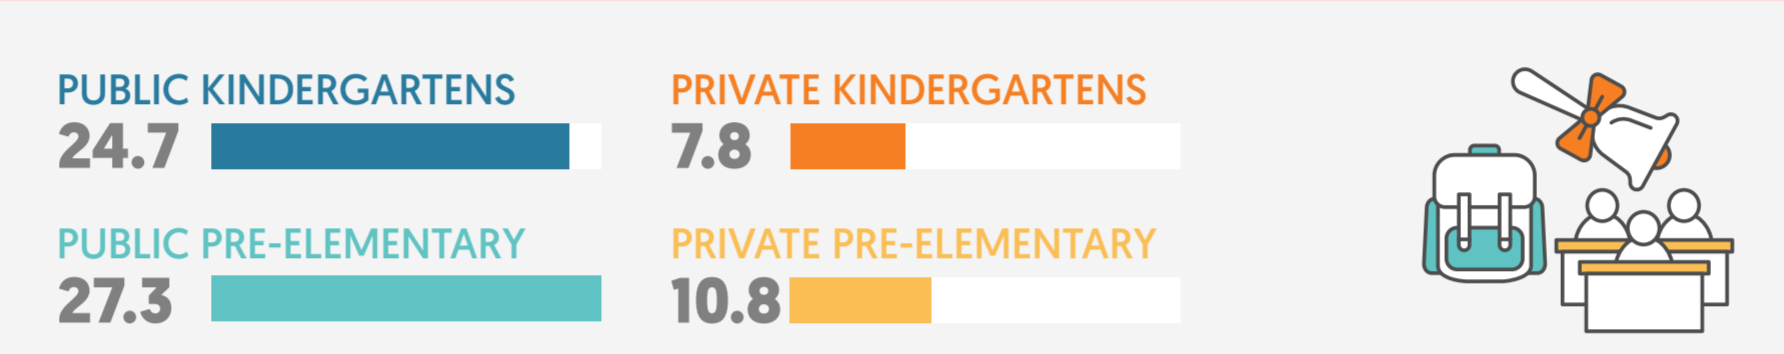 PUBLIC KINDERGARTENS
24.7
PRIVATE KINDERGARTENS
7.8
PUBLIC PRE-ELEMENTARY
27.3
PRIVATE PRE-ELEMENTARY
10.8